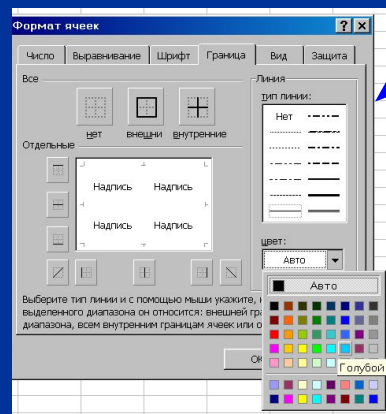 Формат ячеек
Число Выравнивание Шрифт Граница Вид Защита
Все
нет внешни внутренние
Отдельные
Надпись Надпись
Надпись Надпись
Линия
тип линии:
Нет
цвет:
Авто
Авто
Голубой
Выберите тип линии и с помощью мыши укажите,
выделенного диапазона он относится: внешней гра
диапазона, всем внутренним границам ячеек или о
ОК